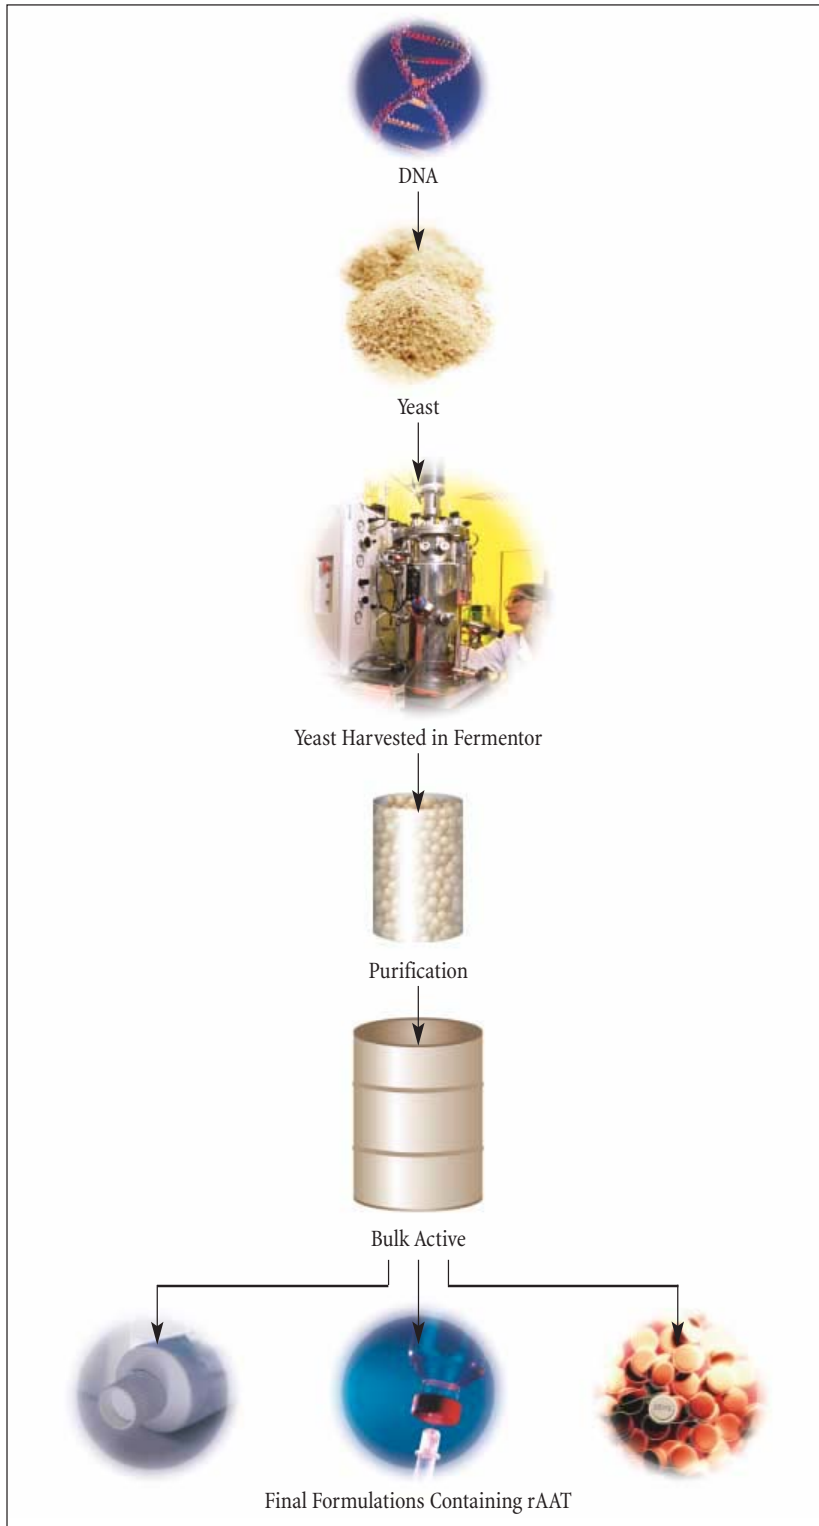 DNA
Yeast
Yeast Harvested in Fermentor
Purification
Bulk Active
Final Formulations Containing rAAT